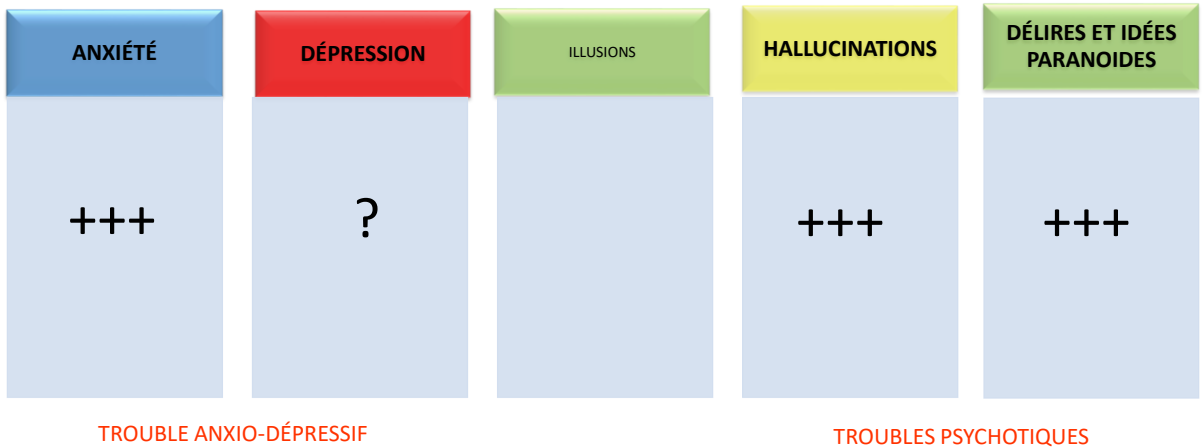 ANXIÉTÉ
DÉPRESSION
ILLUSIONS
HALLUCINATIONS
DÉLIRES ET IDÉES
PARANOIDES
+++
?
+++
+++
TROUBLE ANXIO-DÉPRESSIF
TROUBLES PSYCHOTIQUES